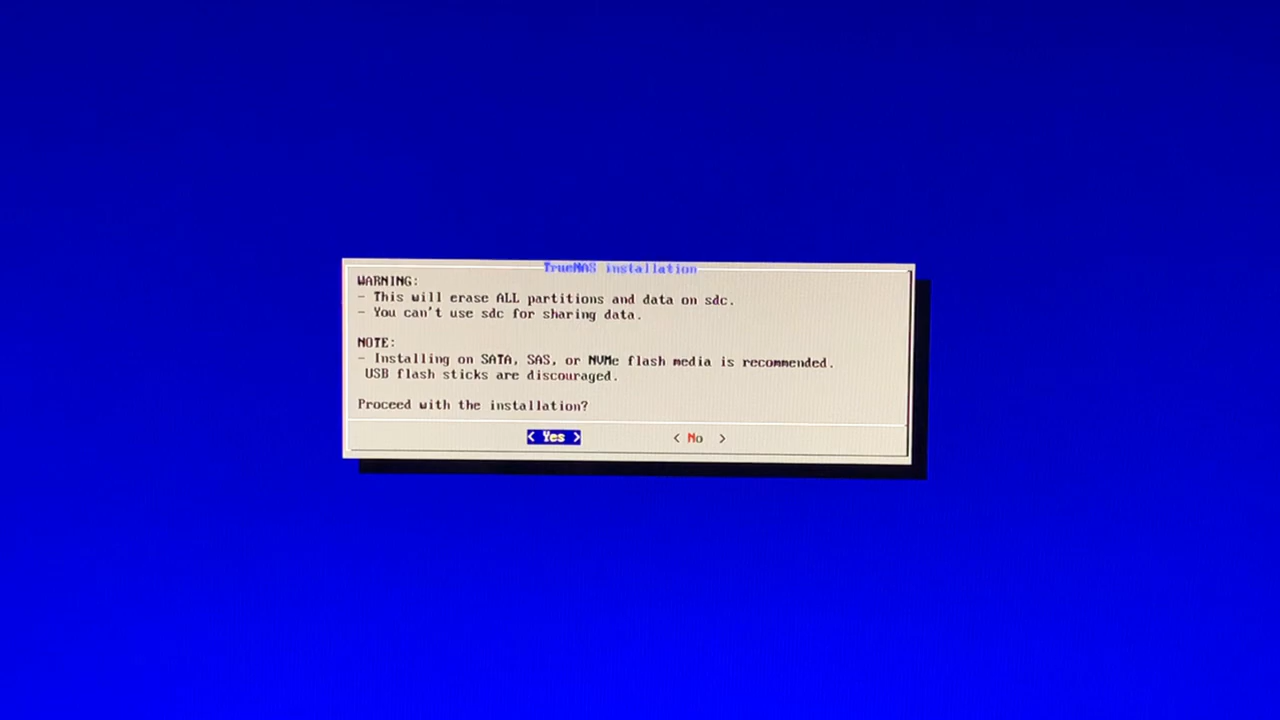 TrueNAS installation
WARNING:
- This will erase ALL partitions and data on sdc.
- You can't use sdc for sharing data.
NOTE:
- Installing on SATA, SAS, or NVMe flash media is recommended.
USB flash sticks are discouraged.
Proceed with the installation?
< Yes > < No >